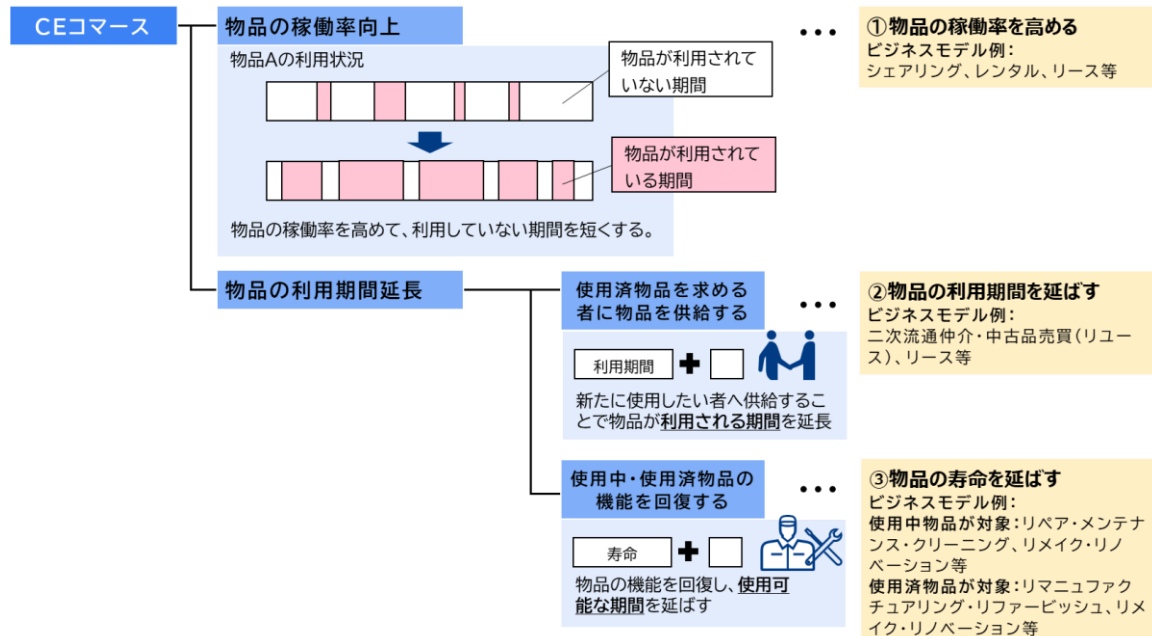 CEコマース
物品の稼働率向上
•••
①物品の稼働率を高める
ビジネスモデル例：
シェアリング、レンタル、リース等
物品Aの利用状況
物品が利用されて
いない期間
物品が利用されて
いる期間
物品の稼働率を高めて、利用していない期間を短くする。
物品の利用期間延長
使用済物品を求める
者に物品を供給する
•••
②物品の利用期間を延ばす
ビジネスモデル例：
二次流通仲介・中古品売買(リユー
ス)、リース等
利用期間
新たに使用したい者へ供給するこ
とで物品が利用される期間を延長
使用中・使用済物品の
機能を回復する
•••
③物品の寿命を延ばす
ビジネスモデル例：
使用中物品が対象：リペア・メンテナ
ンス・クリーニング、リメイク・リノ
ベーション等
使用済物品が対象：リマニュファク
チュアリング・リファービッシュ、リメ
イク・リノベーション等
寿命
物品の機能を回復し、使用可
能な期間を延ばす